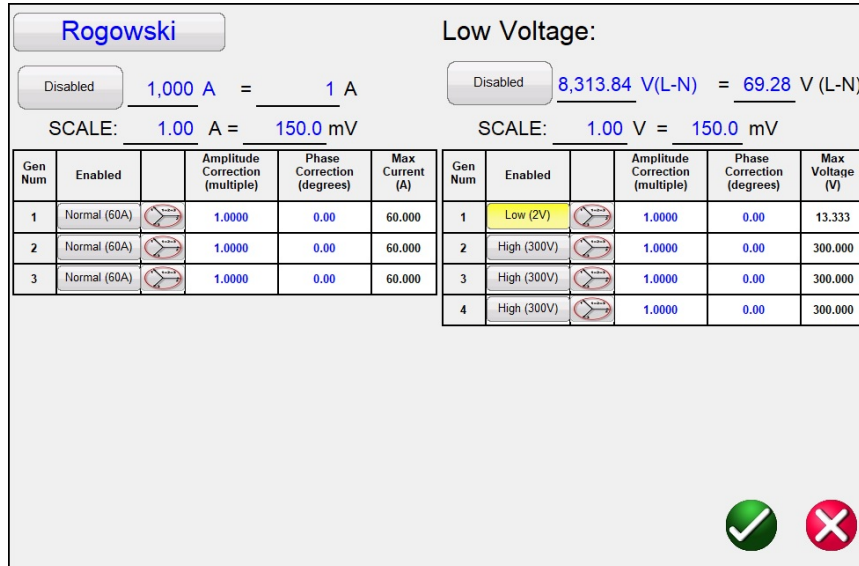 Rogowski
Low Voltage:
Disabled 1,000 A = 1 A
Disabled 8,313.84 V(L-N) = 69.28 V (L-N)
SCALE: 1.00 A = 150.0 mV
SCALE: 1.00 V = 150.0 mV
Gen Num Enabled Amplitude Correction (multiple) Phase Correction (degrees) Max Current (A)
1 Normal (60A) 1.0000 0.00 60.000
2 Normal (60A) 1.0000 0.00 60.000
3 Normal (60A) 1.0000 0.00 60.000
Gen Num Enabled Amplitude Correction (multiple) Phase Correction (degrees) Max Voltage (V)
1 Low (2V) 1.0000 0.00 13.333
2 High (300V) 1.0000 0.00 300.000
3 High (300V) 1.0000 0.00 300.000
4 High (300V) 1.0000 0.00 300.000